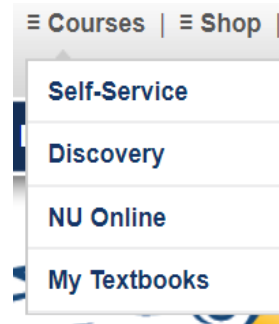 ≡ Courses | ≡ Shop |
Self-Service
Discovery
NU Online
My Textbooks